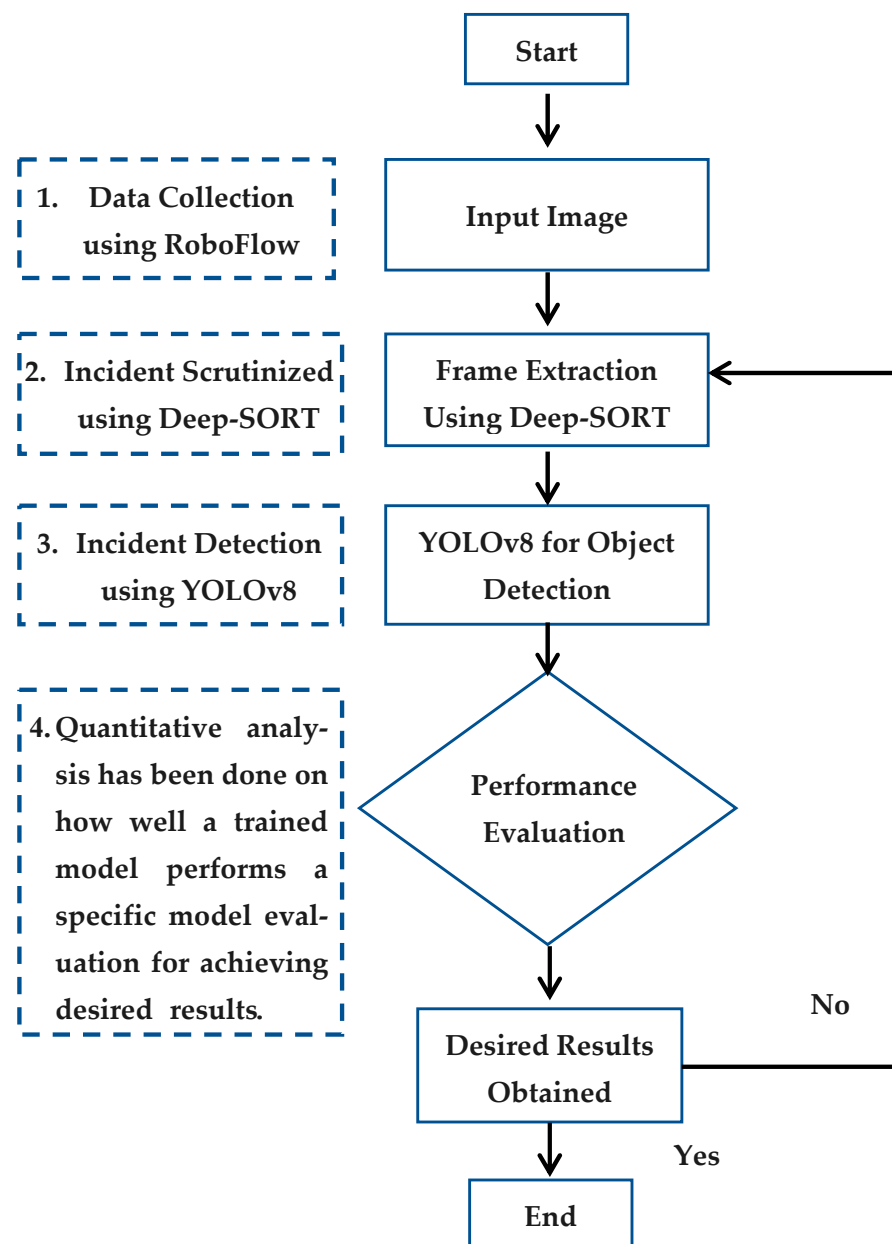 Start
1. Data Collection
using RoboFlow
Input Image
2. Incident Scrutinized
using Deep-SORT
Frame Extraction
Using Deep-SORT
3. Incident Detection
using YOLOv8
YOLOv8 for Object
Detection
4. Quantitative analy-
sis has been done on
how well a trained
model performs a
specific model eval-
uation for achieving
desired results.
Performance
Evaluation
No
Desired Results
Obtained
Yes
End